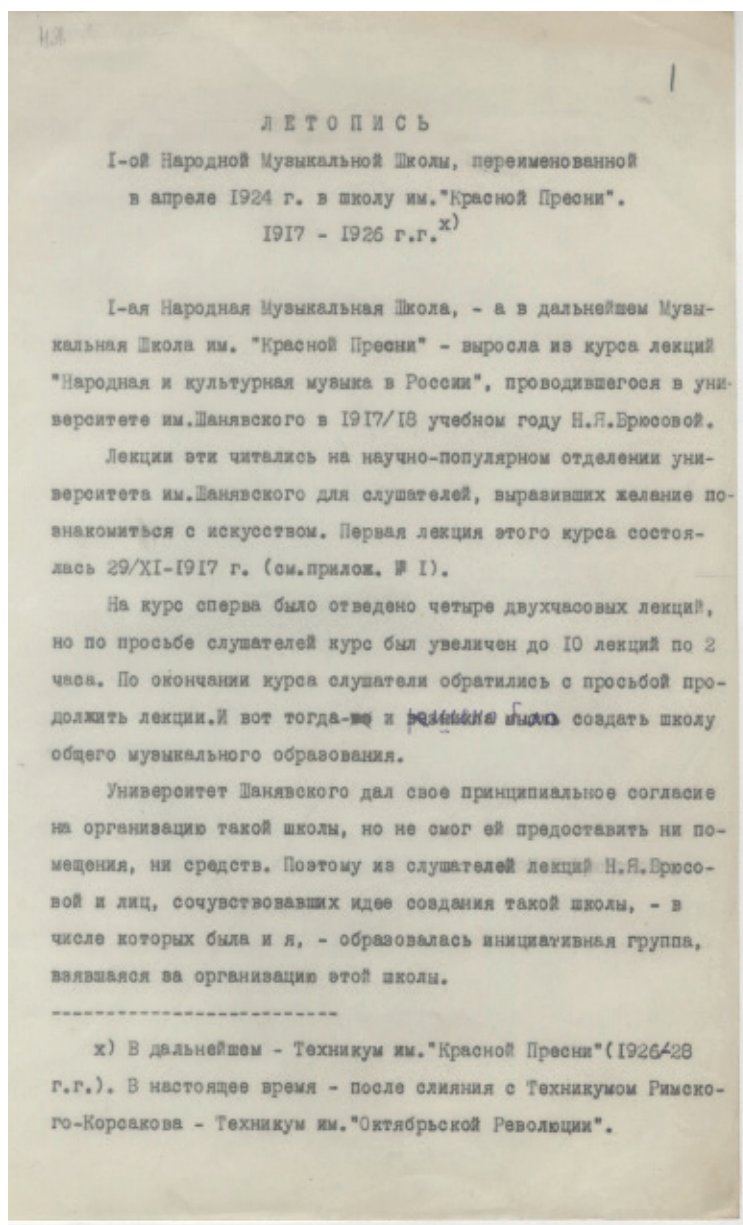 1
ЛЕТОПИСЬ
I-ой Народной Музыкальной Школы, переименованной
в апреле 1924 г. в школу им."Красной Пресни".
1917 - 1926 г.г.х)
I-ая Народная Музыкальная Школа, - а в дальнейшем Музы-
кальная Школа им. "Красной Пресни" - выросла из курса лекций
"Народная и культурная музыка в России", проводившегося в уни-
верситете им.Шанявского в 1917/18 учебном году Н.Я.Брюсовой.
Лекции эти читались на научно-популярном отделении уни-
верситета им.Шанявского для слушателей, выразивших желание по-
знакомиться с искусством. Первая лекция этого курса состоя-
лась 29/XI-1917 г. (см.прилож. № I).
На курс сперва было отведено четыре двухчасовых лекций,
но по просьбе слушателей курс был увеличен до 10 лекций по 2
часа. По окончании курса слушатели обратились с просьбой про-
должить лекции.И вот тогда-то и решено было создать школу
общего музыкального образования.
Университет Шанявского дал свое принципиальное согласие
на организацию такой школы, но не смог ей предоставить ни по-
мещения, ни средств. Поэтому из слушателей лекций Н.Я.Брюсо-
вой и лиц, сочувствовавших идее создания такой школы, - в
числе которых была и я, - образовалась инициативная группа,
взявшаяся за организацию этой школы.
х) В дальнейшем - Техникум им."Красной Пресни"(1926-28
г.г.). В настоящее время - после слияния с Техникумом Римско-
го-Корсакова - Техникум им."Октябрьской Революции".